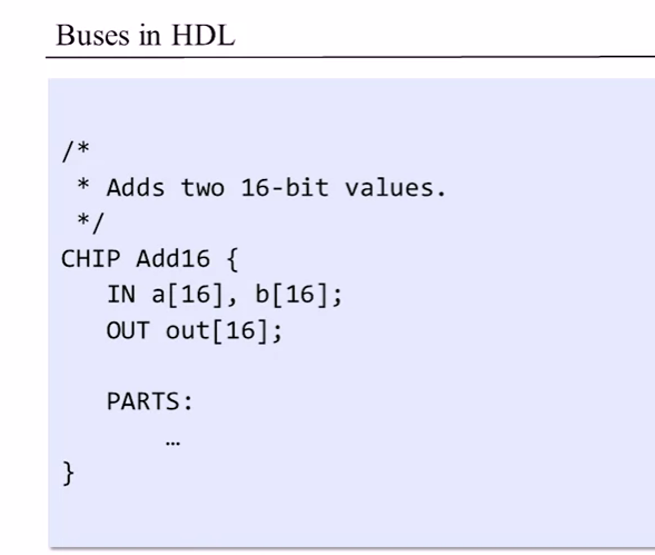 Buses in HDL
/*
 * Adds two 16-bit values.
 */
CHIP Add16 {
   IN a[16], b[16];
   OUT out[16];
   PARTS:
       …
}